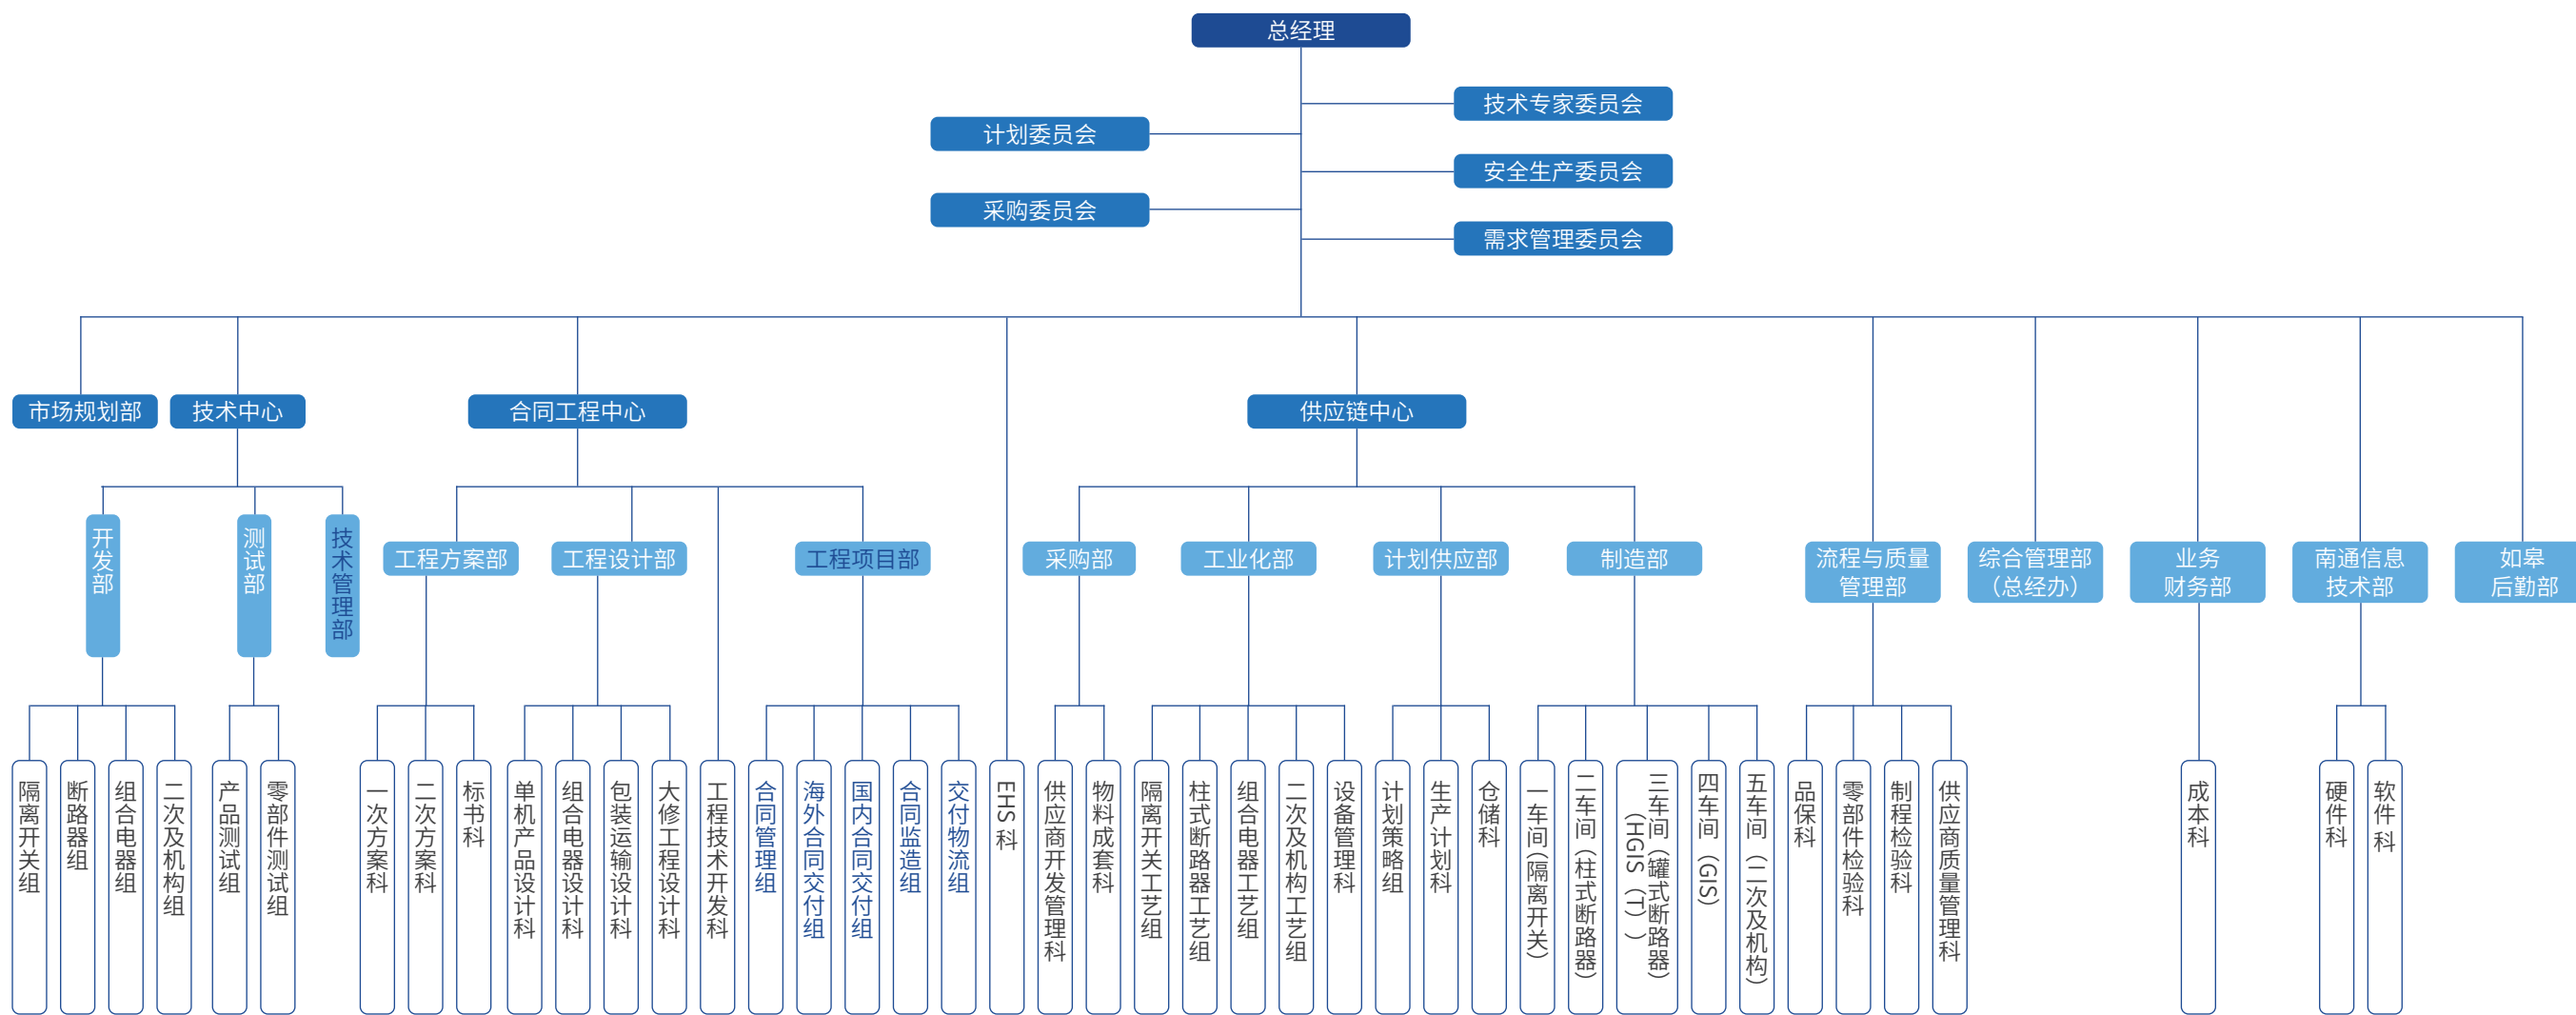 总经理
技术专家委员会
计划委员会
安全生产委员会
采购委员会
需求管理委员会
市场规划部
技术中心
合同工程中心
供应链中心
开发部
测试部
技术管理部
工程方案部
工程设计部
工程项目部
采购部
工业化部
计划供应部
制造部
流程与质量
管理部
综合管理部
（总经办）
业务
财务部
南通信息
技术部
如皋
后勤部
隔离开关组
断路器组
组合电器组
二次及机构组
产品测试组
零部件测试组
一次方案科
二次方案科
标书科
单机产品设计科
组合电器设计科
包装运输设计科
大修工程设计科
工程技术开发科
合同管理组
海外合同交付组
国内合同交付组
合同监造组
交付物流组
EHS 科
供应商开发管理科
物料成套科
隔离开关工艺组
柱式断路器工艺组
组合电器工艺组
二次及机构工艺组
设备管理科
计划策略组
生产计划科
仓储科
一车间（隔离开关）
二车间（柱式断路器）
三车间（罐式断路器）
（HGIS（T））
四车间（GIS）
五车间（二次及机构）
品保科
零部件检验科
制程检验科
供应商质量管理科
成本科
硬件科
软件 科